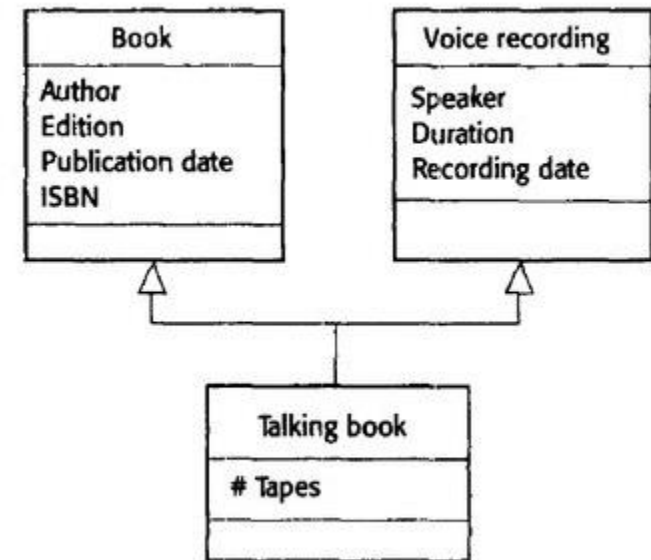 Book
Author
Edition
Publication date
ISBN
Voice recording
Speaker
Duration
Recording date
Talking book
# Tapes